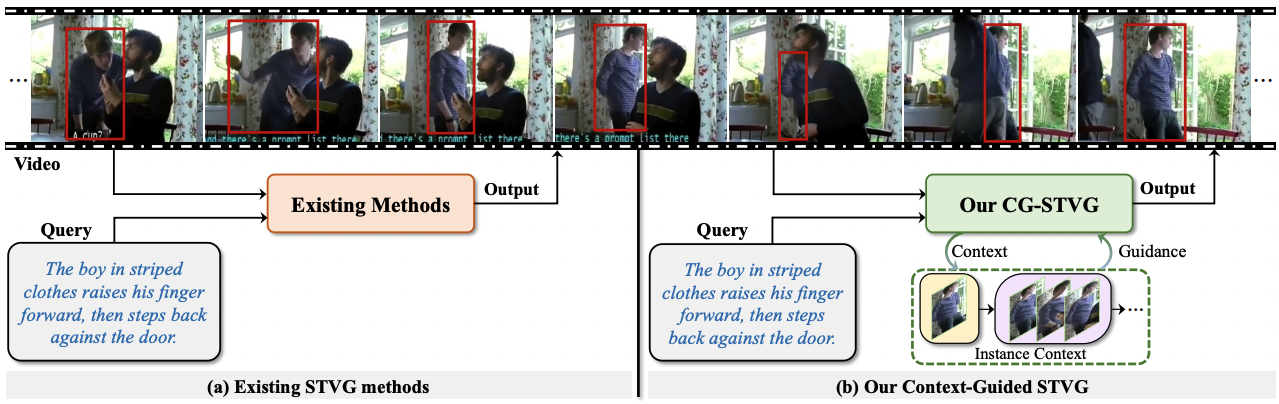 ...
A cup?
and there's a prompt list there
there's a prompt list there
there's a prompt list there
...
Video
Existing Methods
Output
Query
The boy in striped
clothes raises his finger
forward, then steps back
against the door.
(a) Existing STVG methods
Our CG-STVG
Output
Query
The boy in striped
clothes raises his finger
forward, then steps
back against the door.
Context
Guidance
...
Instance Context
(b) Our Context-Guided STVG